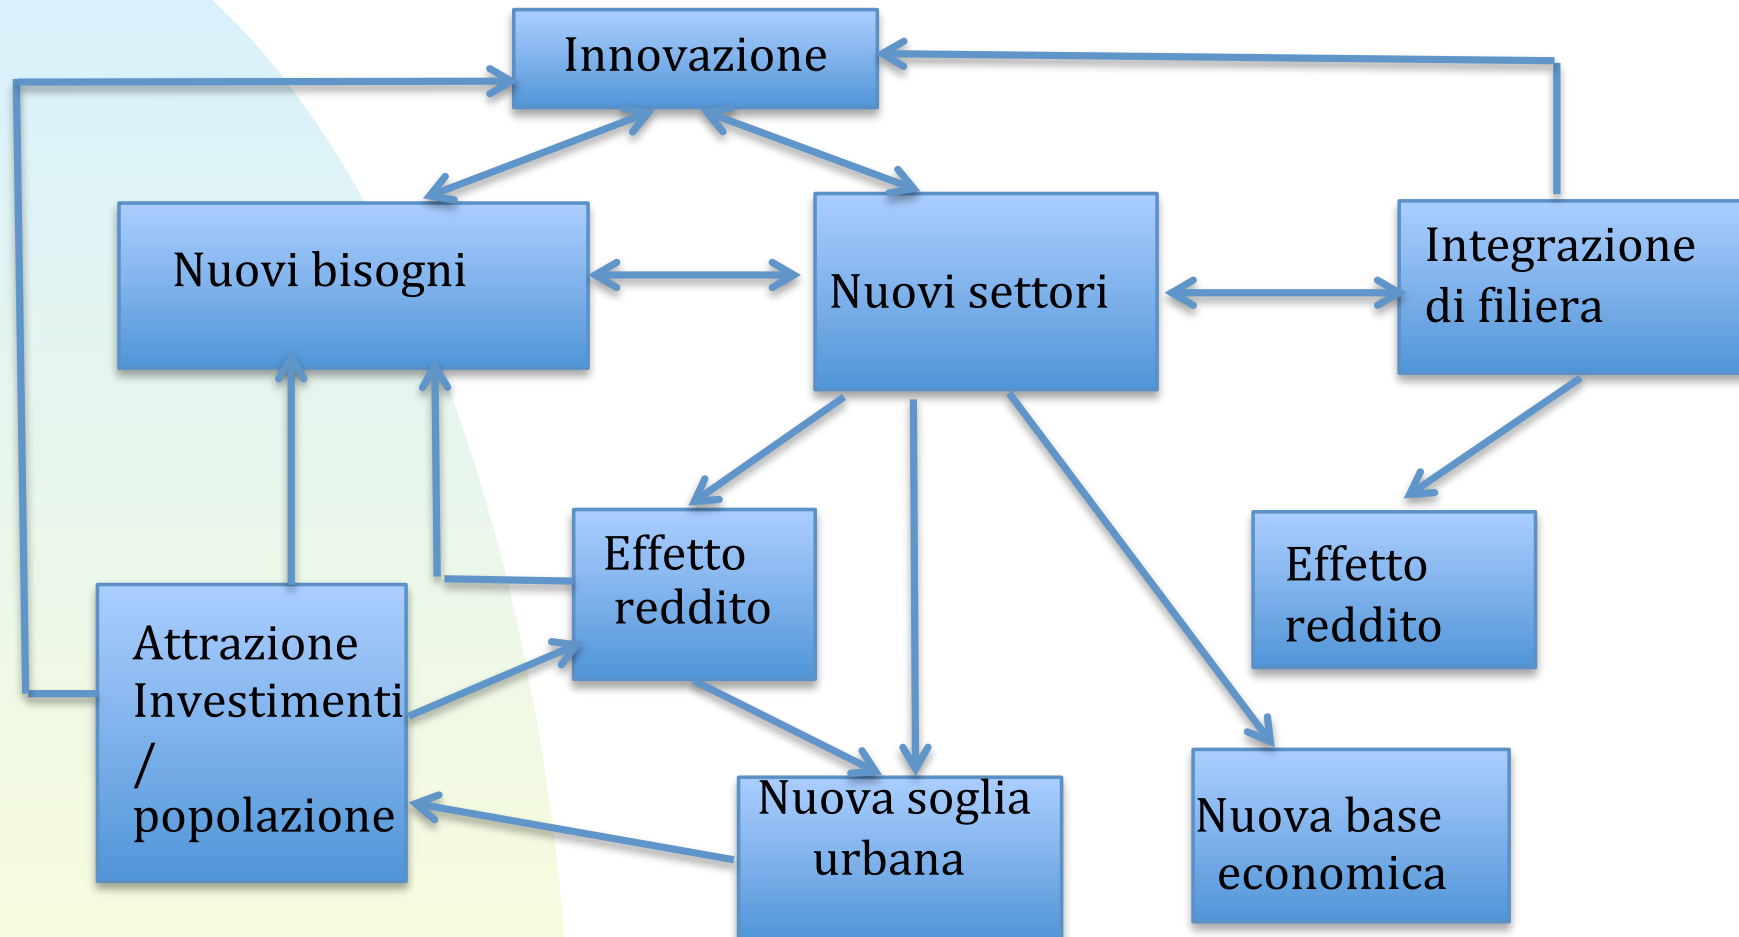 Innovazione
Nuovi bisogni
Nuovi settori
Integrazione
di filiera
Effetto
reddito
Effetto
reddito
Attrazione
Investimenti
/
popolazione
Nuova soglia
urbana
Nuova base
economica